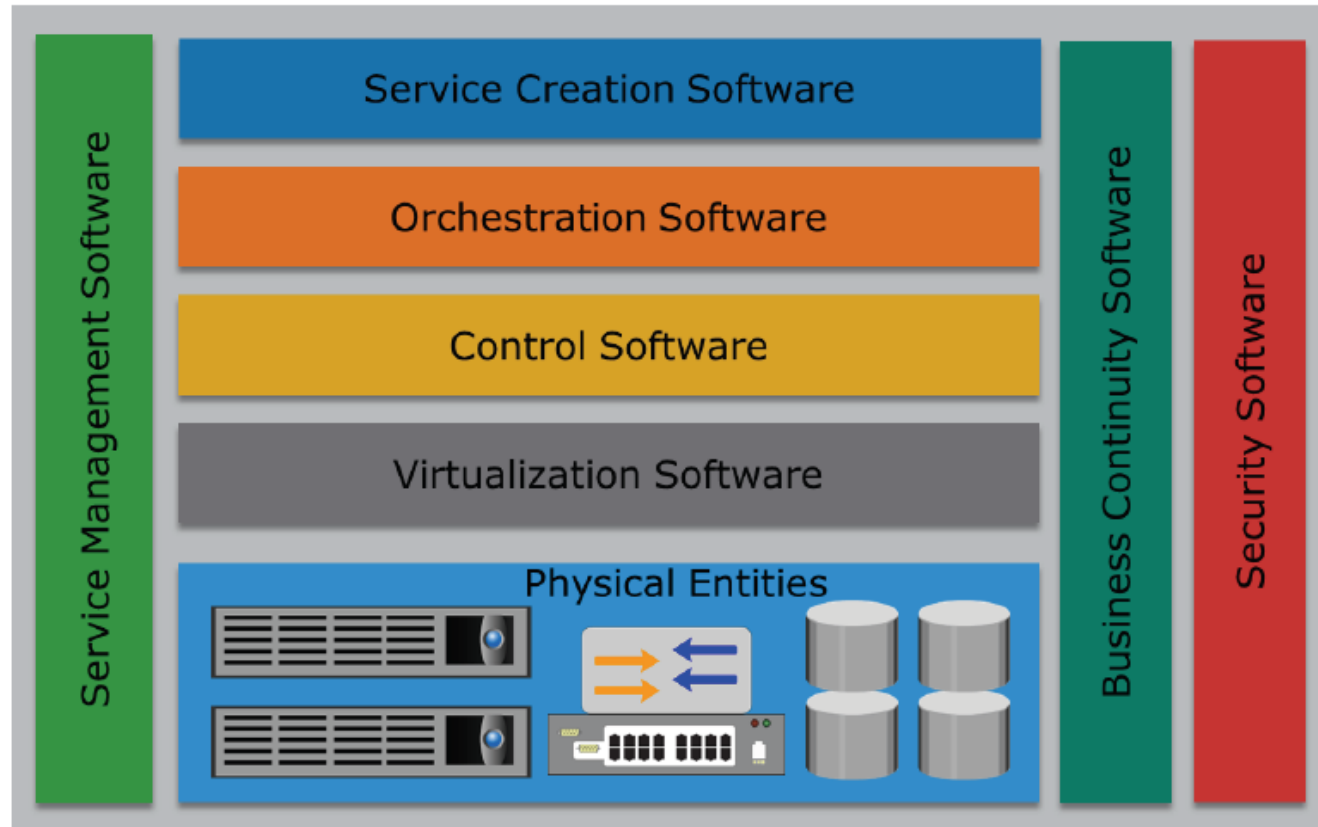 Service Management Software
Service Creation Software
Orchestration Software
Control Software
Virtualization Software
Physical Entities
Business Continuity Software
Security Software